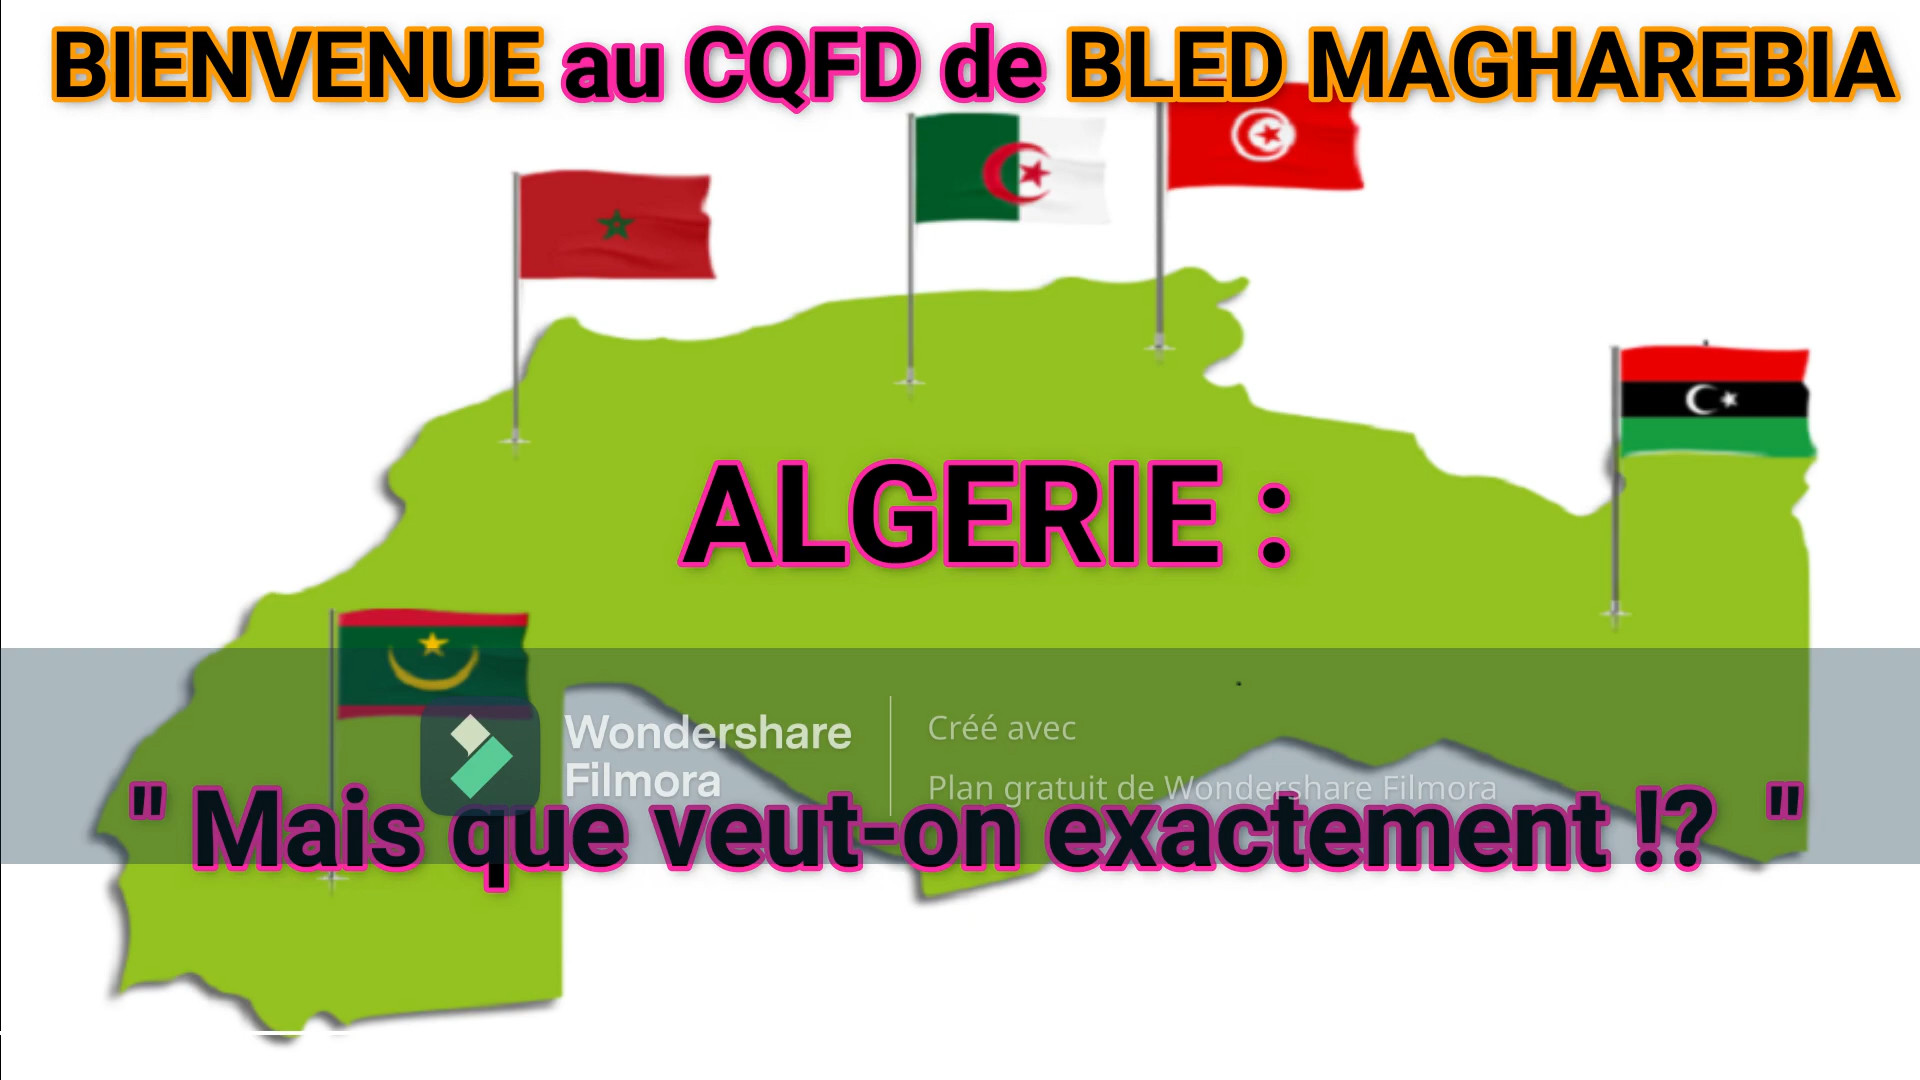 BIENVENUE au CQFD de BLED MAGHAREBIA
ALGERIE :
Wondershare
Filmora
Créé avec
Plan gratuit de Wondershare Filmora
" Mais que veut-on exactement !? "